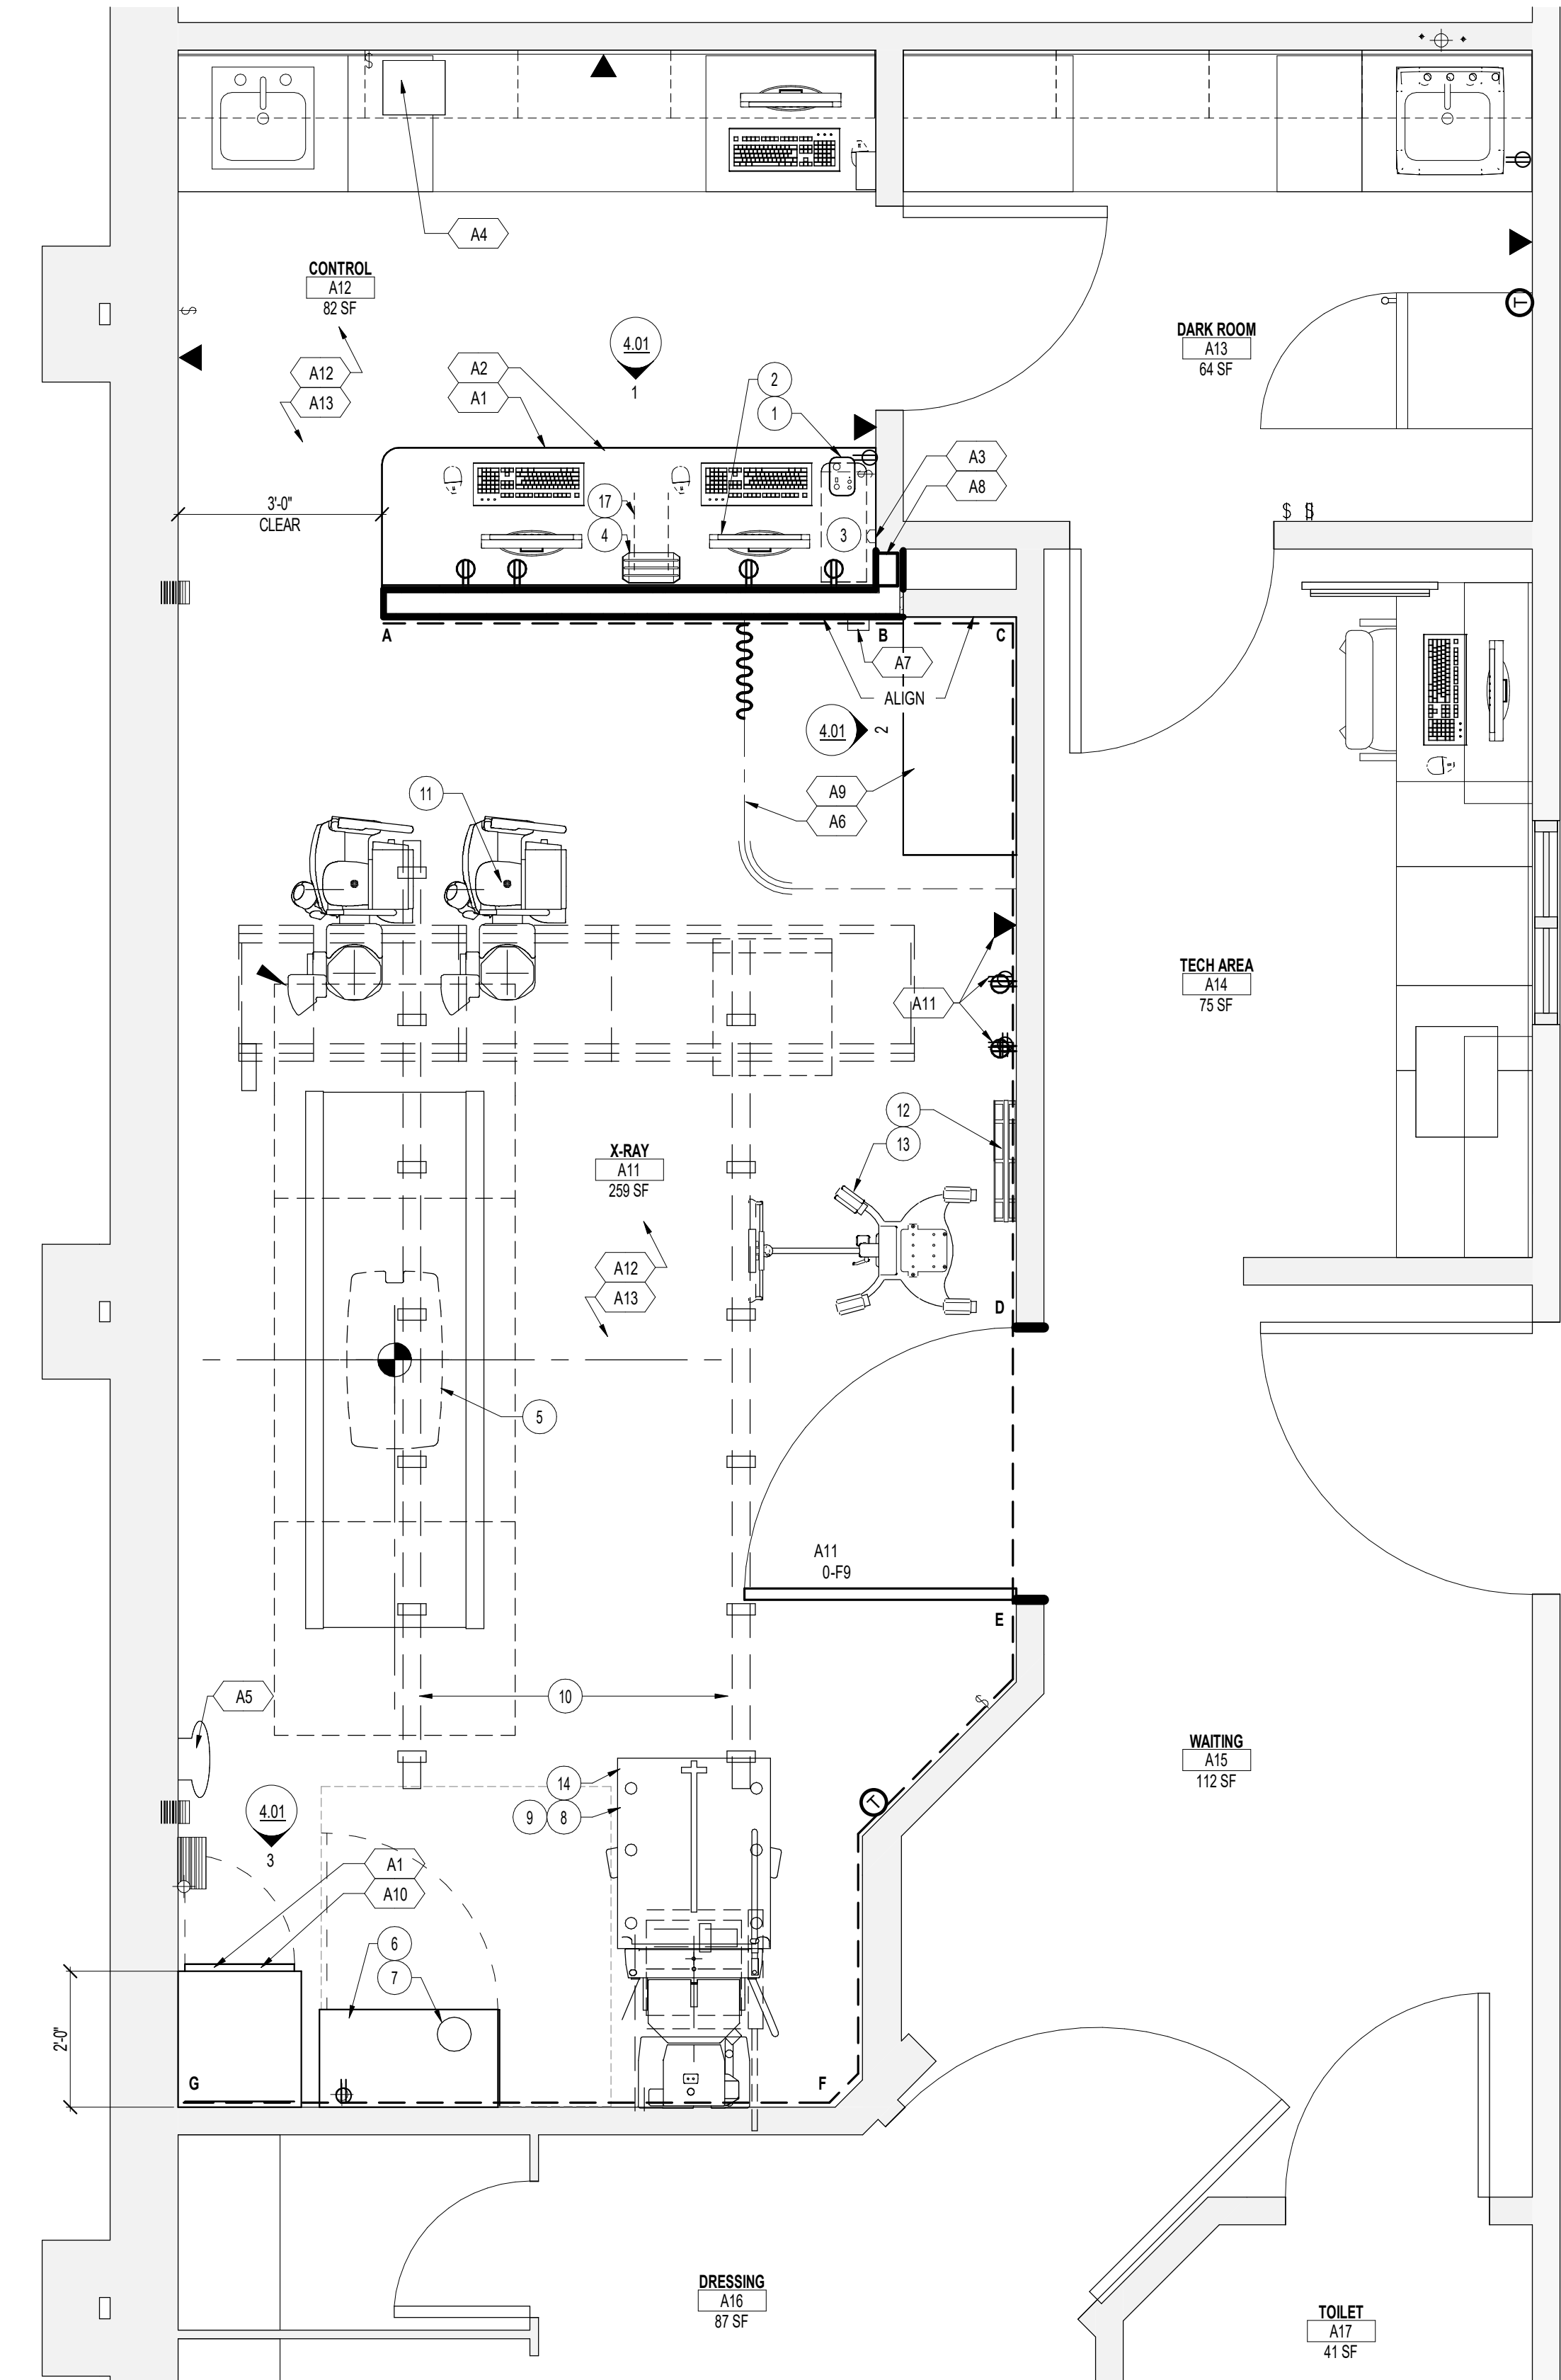 A4
CONTROL
A12
82 SF
DARK ROOM
A13
64 SF
T
4.01
1
A12
A13
A2
A1
2
1
A3
A8
3'-0"
CLEAR
17
4
3
$ $
A
B
C
A7
ALIGN
4.01
2
A9
A6
11
TECH AREA
A14
75 SF
A11
12
13
X-RAY
A11
259 SF
A12
A13
D
5
A11
0-F9
E
A5
10
WAITING
A15
112 SF
14
9
8
T
4.01
3
A1
A10
6
7
2'-0"
G
F
DRESSING
A16
87 SF
TOILET
A17
41 SF